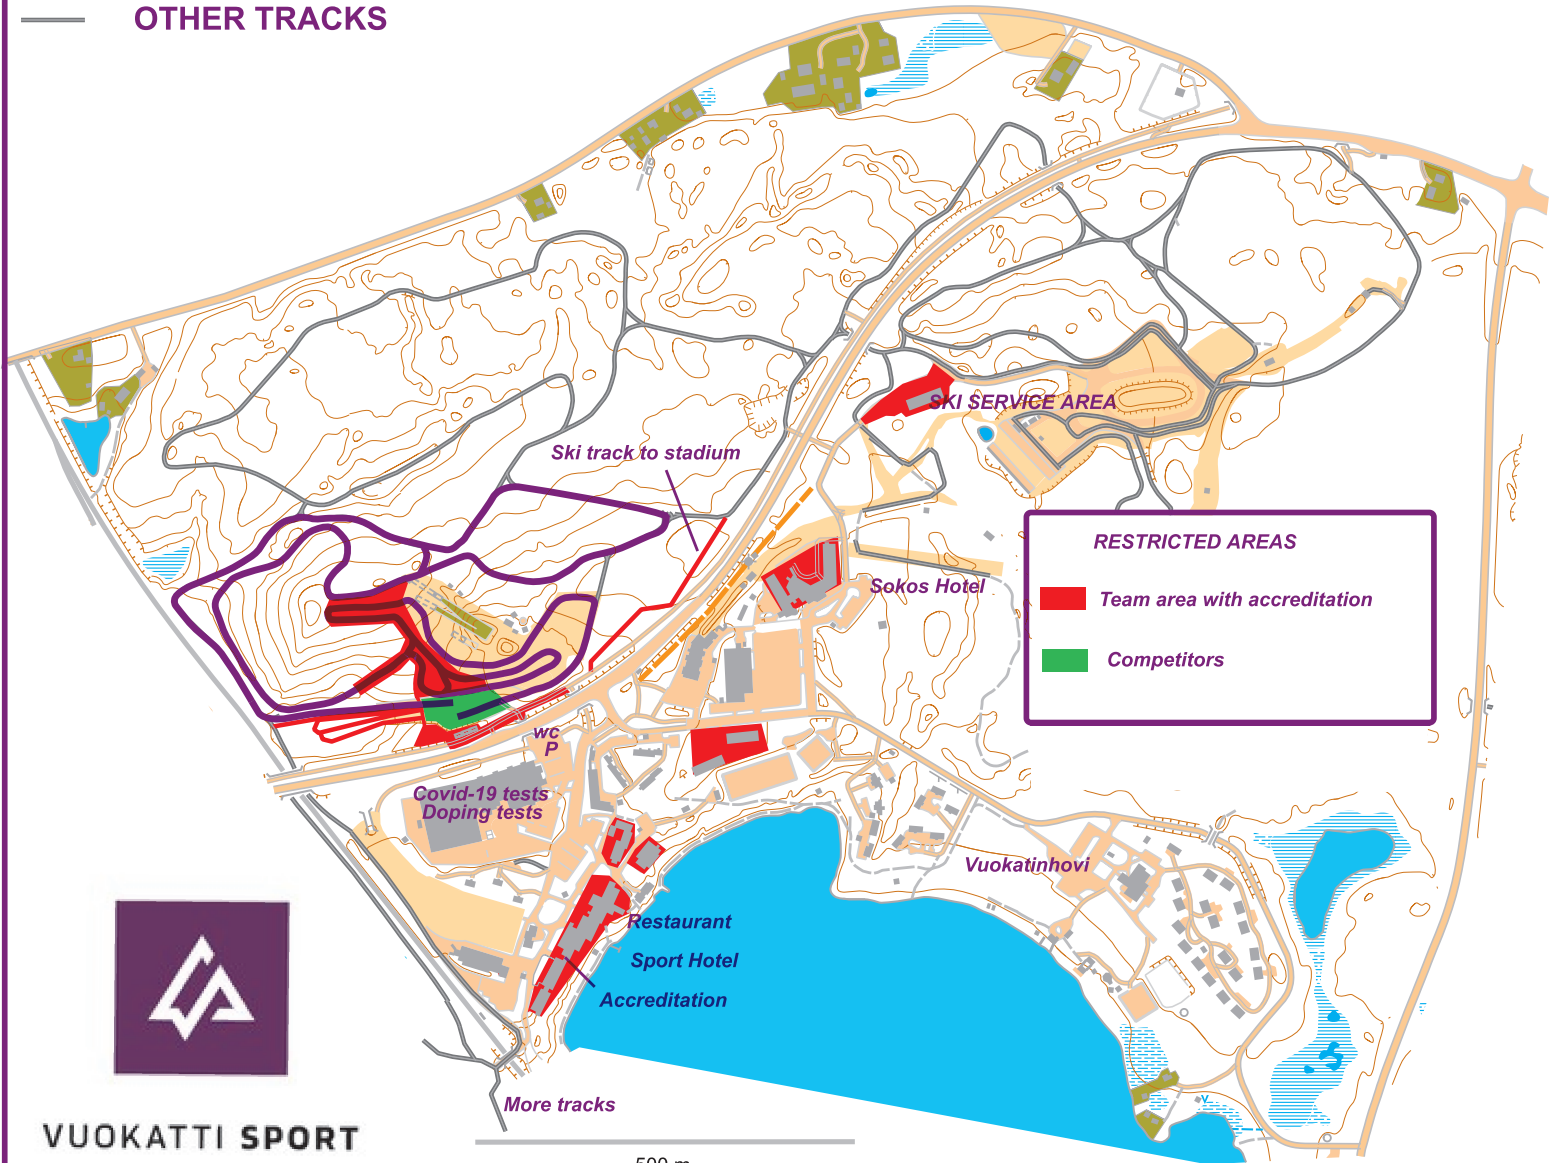 OTHER TRACKS
Ski track to stadium
SKI SERVICE AREA
RESTRICTED AREAS
Team area with accreditation
Competitors
Sokos Hotel
wc
P
Covid-19 tests
Doping tests
Vuokatinhovi
Restaurant
Sport Hotel
Accreditation
More tracks
VUOKATTI SPORT
500 m